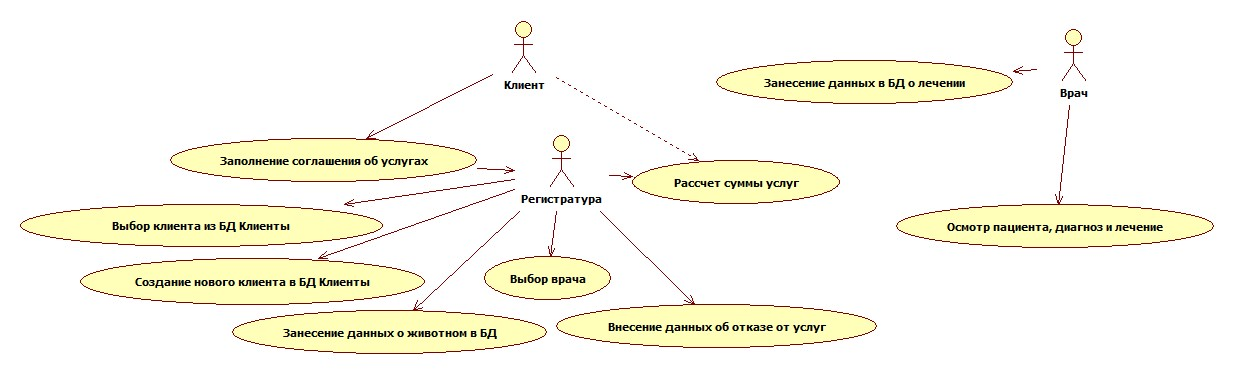 Клиент
Занесение данных в БД о лечении
Врач
Заполнение соглашения об услугах
Регистратура
Рассчет суммы услуг
Выбор клиента из БД Клиенты
Осмотр пациента, диагноз и лечение
Создание нового клиента в БД Клиенты
Выбор врача
Занесение данных о животном в БД
Внесение данных об отказе от услуг